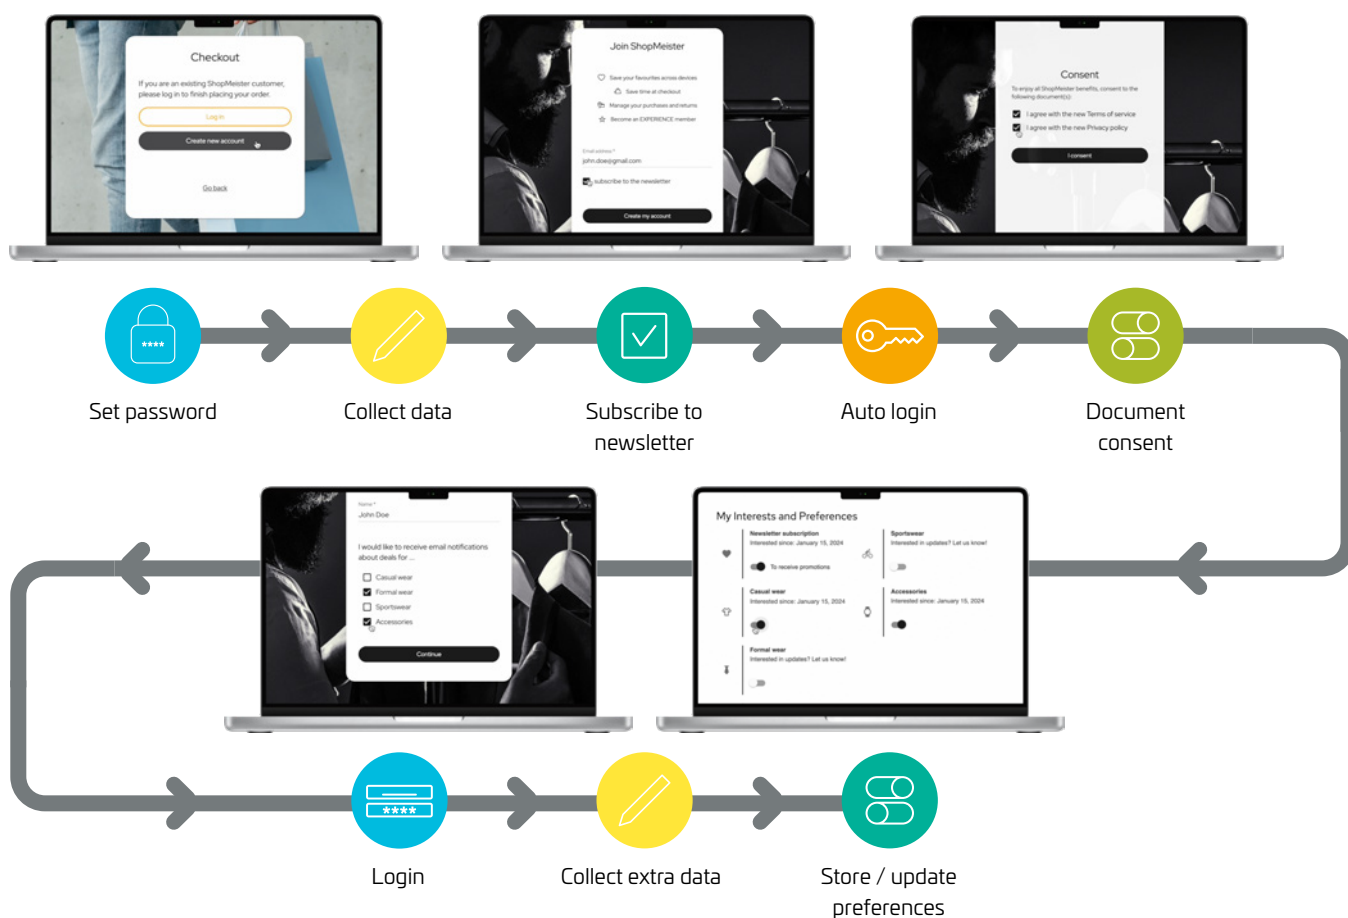 Checkout
If you are an existing ShopMeister customer,
please log in to finish placing your order.
Log in
Create new account
Go back
Join ShopMeister
Save your favourites across devices
Save time at checkout
Manage your purchases and returns
Become an EXPERIENCE member
Email address *
john.doe@gmail.com
subscribe to the newsletter
Create my account
Consent
To enjoy all ShopMeister benefits, consent to the
following document(s):
I agree with the new Terms of service
I agree with the new Privacy policy
I consent
****
Set password
Collect data
Subscribe to
newsletter
Auto login
Document
consent
Name *
John Doe
I would like to receive email notifications
about deals for ...
Casual wear
Formal wear
Sportswear
Accessories
Continue
My Interests and Preferences
Newsletter subscription
Interested since: January 15, 2024
To receive promotions
Sportswear
Interested in updates? Let us know!
Casual wear
Interested since: January 15, 2024
Accessories
Interested since: January 15, 2024
Formal wear
Interested in updates? Let us know!
****
Login
Collect extra data
Store / update
preferences